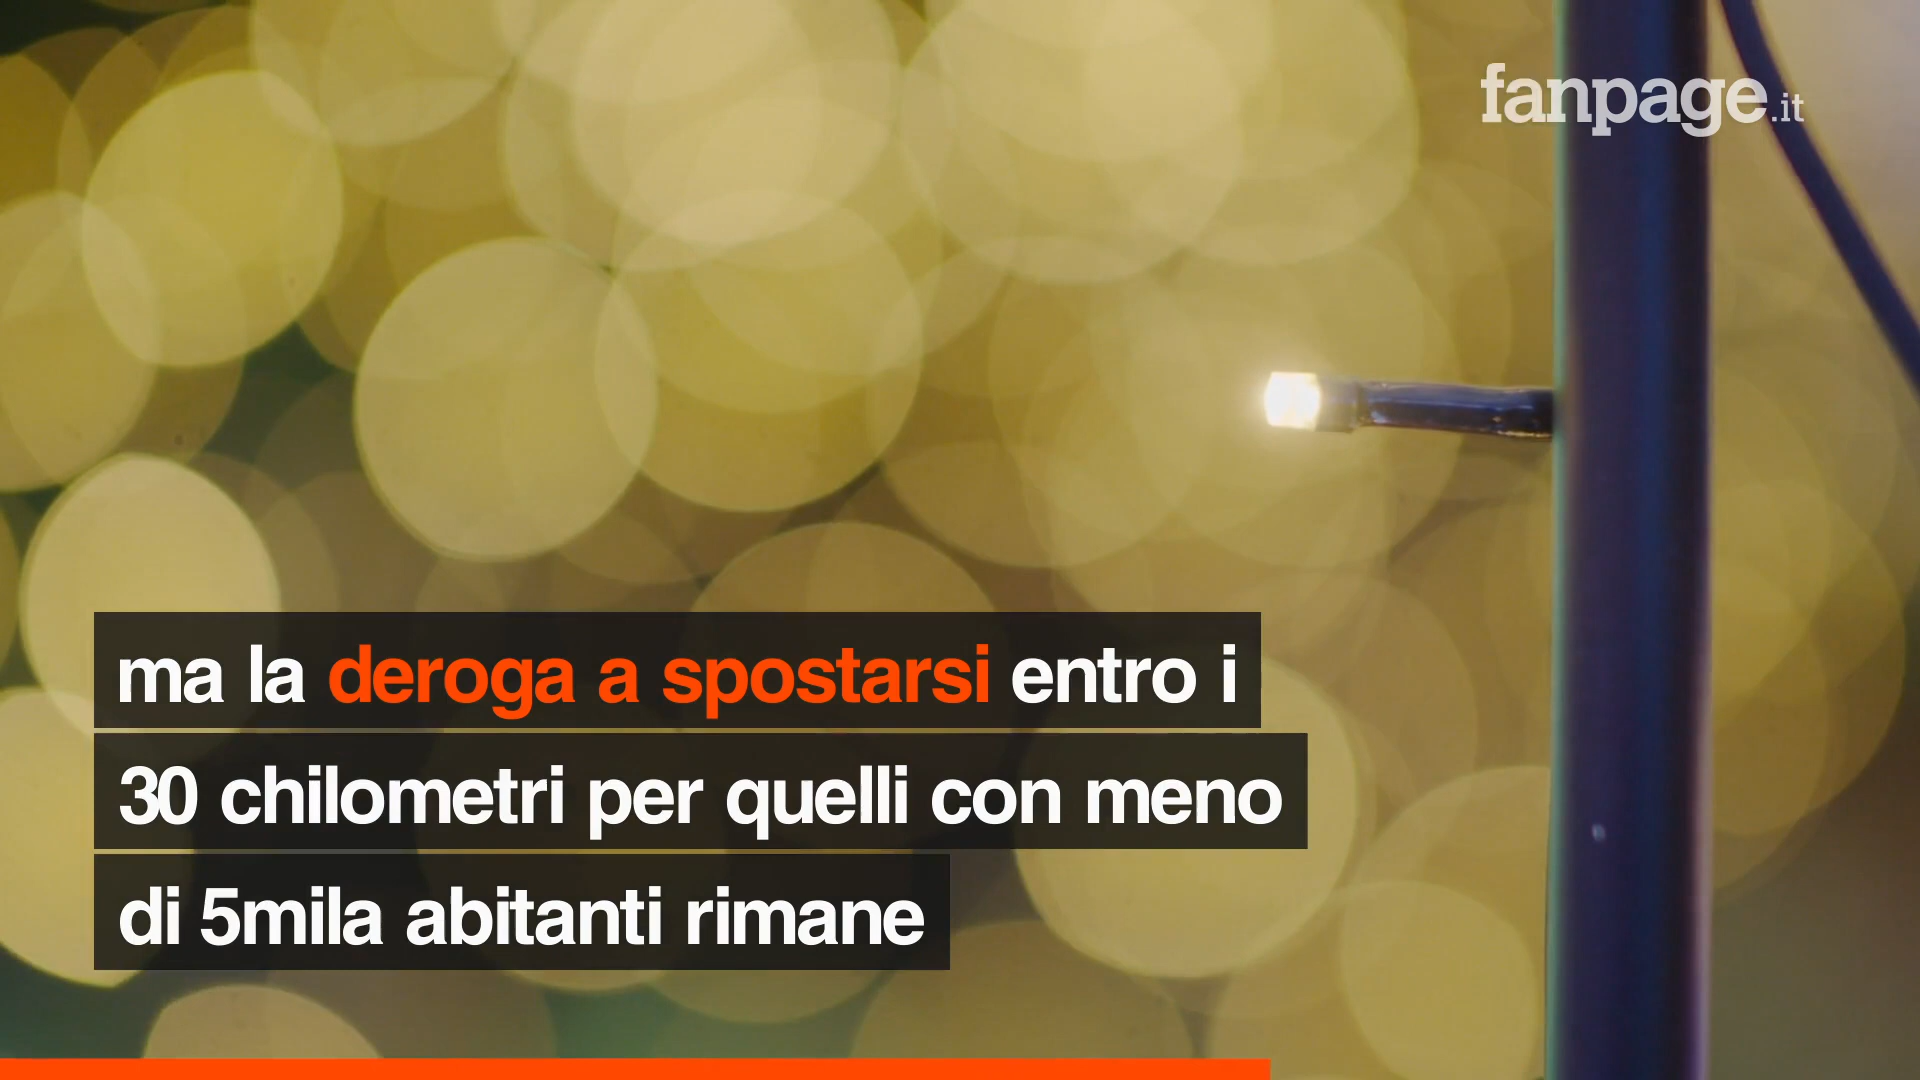 fanpage.it
ma la deroga a spostarsi entro i
30 chilometri per quelli con meno
di 5mila abitanti rimane